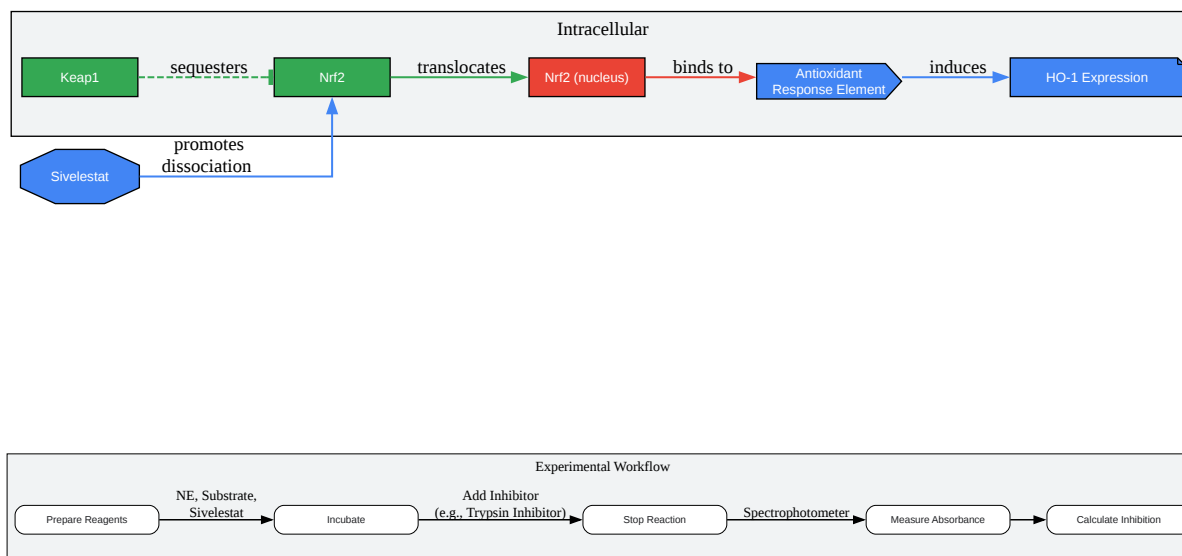 Intracellular
Keap1
sequesters
Nrf2
translocates
Nrf2 (nucleus)
binds to
Antioxidant
Response Element
induces
HO-1 Expression
promotes
dissociation
Sivelestat
Experimental Workflow
Prepare Reagents
NE, Substrate,
Sivelestat
Incubate
Add Inhibitor
(e.g., Trypsin Inhibitor)
Stop Reaction
Spectrophotometer
Measure Absorbance
Calculate Inhibition